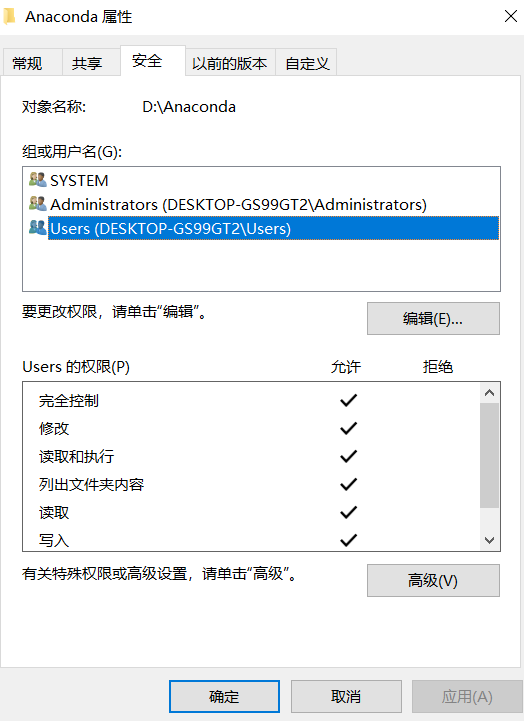 Anaconda 属性
常规 共享 安全 以前的版本 自定义
对象名称: D:\Anaconda
组或用户名(G):
SYSTEM
Administrators (DESKTOP-GS99GT2\Administrators)
Users (DESKTOP-GS99GT2\Users)
要更改权限，请单击“编辑”。
编辑(E)...
Users 的权限(P) 允许 拒绝
完全控制
修改
读取和执行
列出文件夹内容
读取
写入
有关特殊权限或高级设置，请单击“高级”。
高级(V)
确定 取消 应用(A)